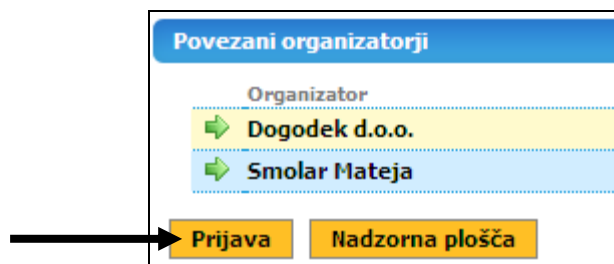 Povezani organizatorji
Organizator
Dogodek d.o.o.
Smolar Mateja
Prijava Nadzorna plošča